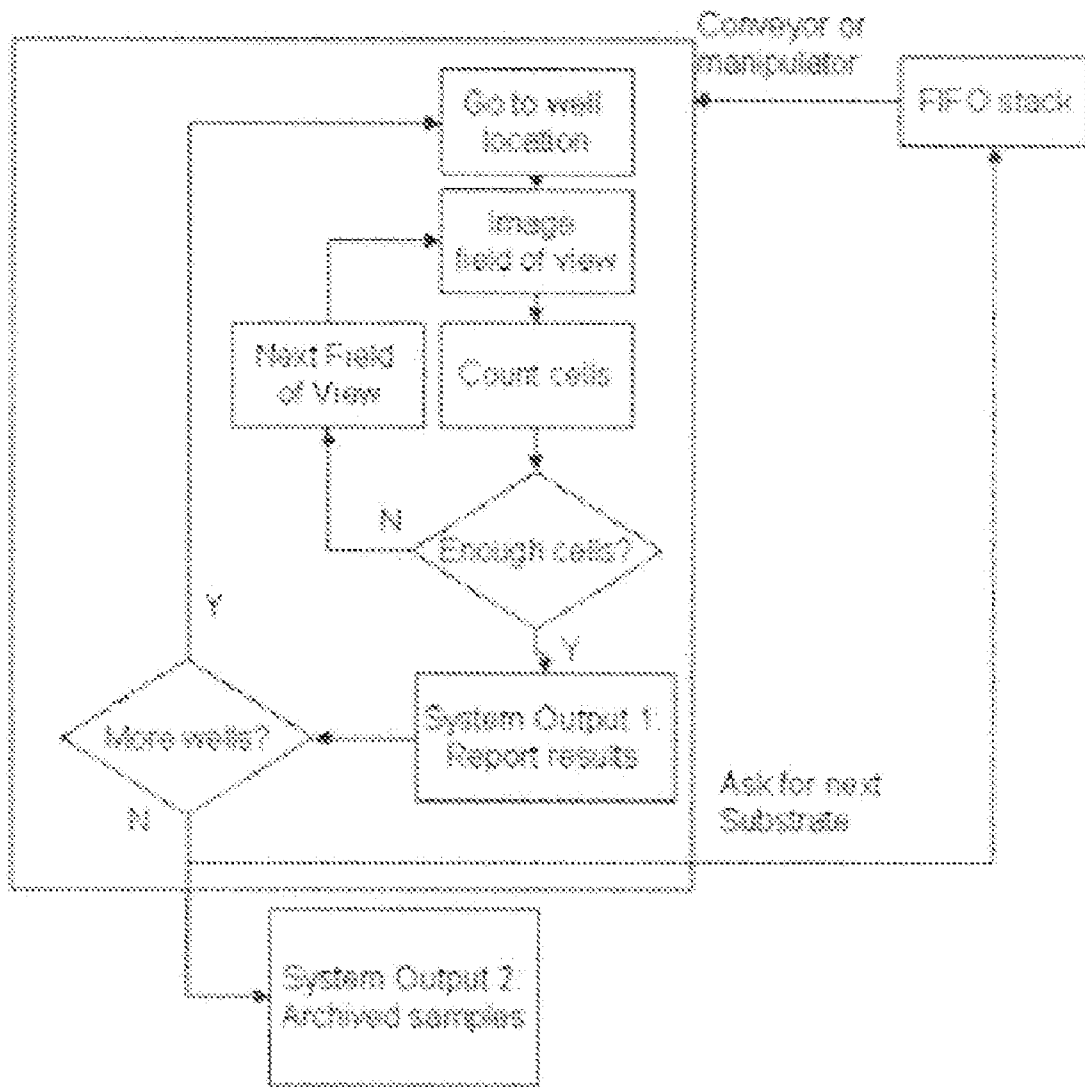 Conveyor or
manipulator
FIFO stack
Go to well
location
Image
field of view
Next Field
of View
Count cells
N
Enough cells?
Y
Y
More wells?
System Output 1:
Report results
N
Ask for next
Substrate
System Output 2:
Archived samples